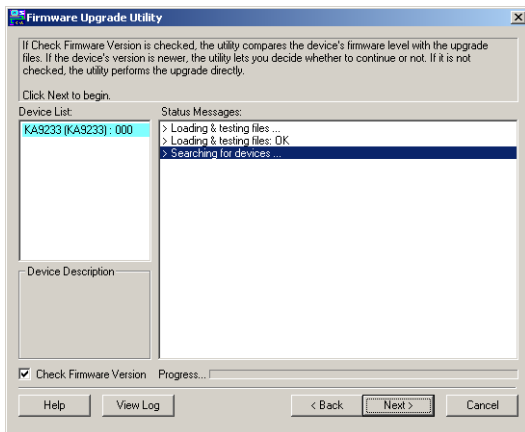 Firmware Upgrade Utility
If Check Firmware Version is checked, the utility compares the device's firmware level with the upgrade
files. If the device's version is newer, the utility lets you decide whether to continue or not. If it is not
checked, the utility performs the upgrade directly.
Click Next to begin.
Device List: Status Messages:
KA9233 (KA9233) : 000
> Loading & testing files ...
> Loading & testing files: OK
> Searching for devices ...
Device Description
Check Firmware Version Progress...
Help View Log < Back Next > Cancel